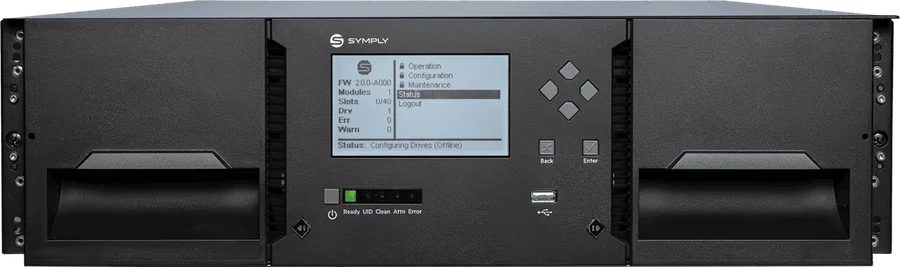 SYMPLY
FW 2.0.0-A000
Modules 1
Slots 0/40
Drv 1
Err 0
Warn 0
Operation
Configuration
Maintenance
Status
Logout
Status: Configuring Drives (Offline)
Back
Enter
Ready UID Clean Attn Error